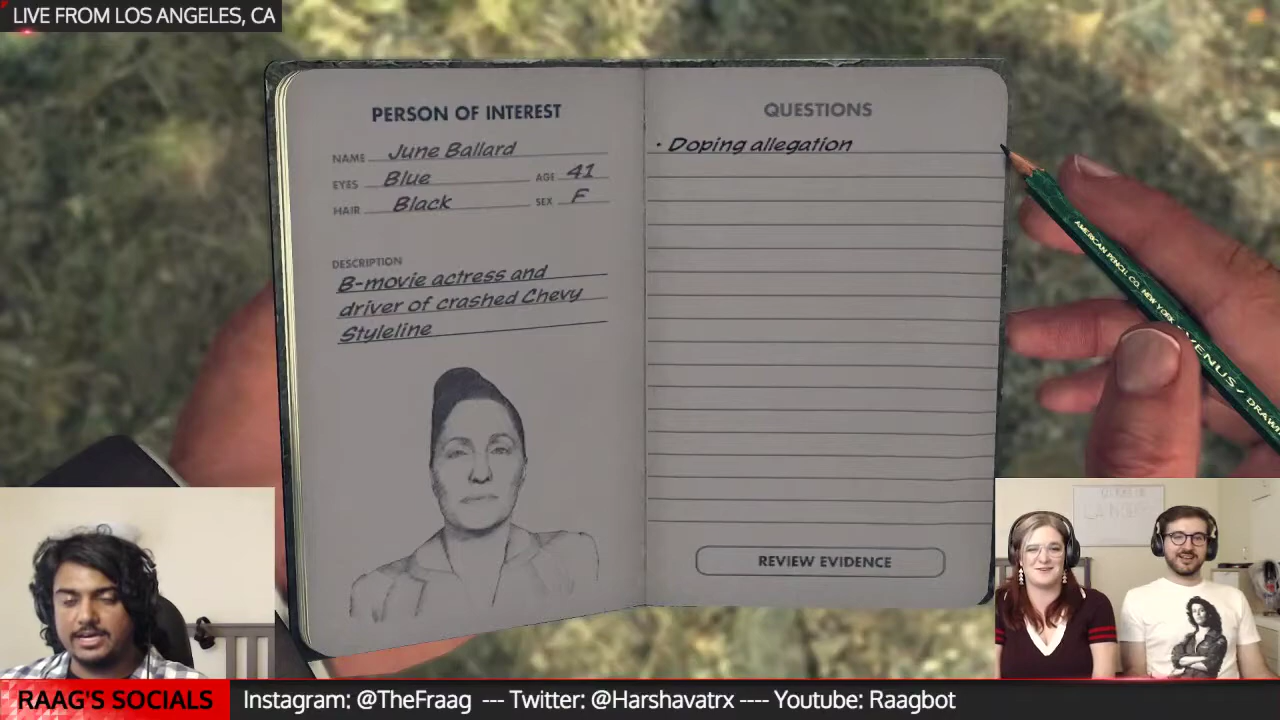 LIVE FROM LOS ANGELES, CA
PERSON OF INTEREST
NAME June Ballard
EYES Blue AGE 41
HAIR Black SEX F
DESCRIPTION
B-movie actress and
driver of crashed Chevy
Styleline
QUESTIONS
· Doping allegation
REVIEW EVIDENCE
AMERICAN PENCIL CO. NEW YORK VENUS DRAWI
RAAG'S SOCIALS
Instagram: @TheFraag --- Twitter: @Harshavatrx ---- Youtube: Raagbot